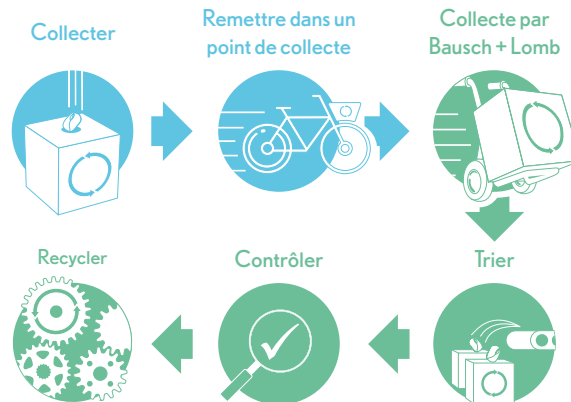 Collecter
Remettre dans un
point de collecte
Collecte par
Bausch + Lomb
Trier
Contrôler
Recycler